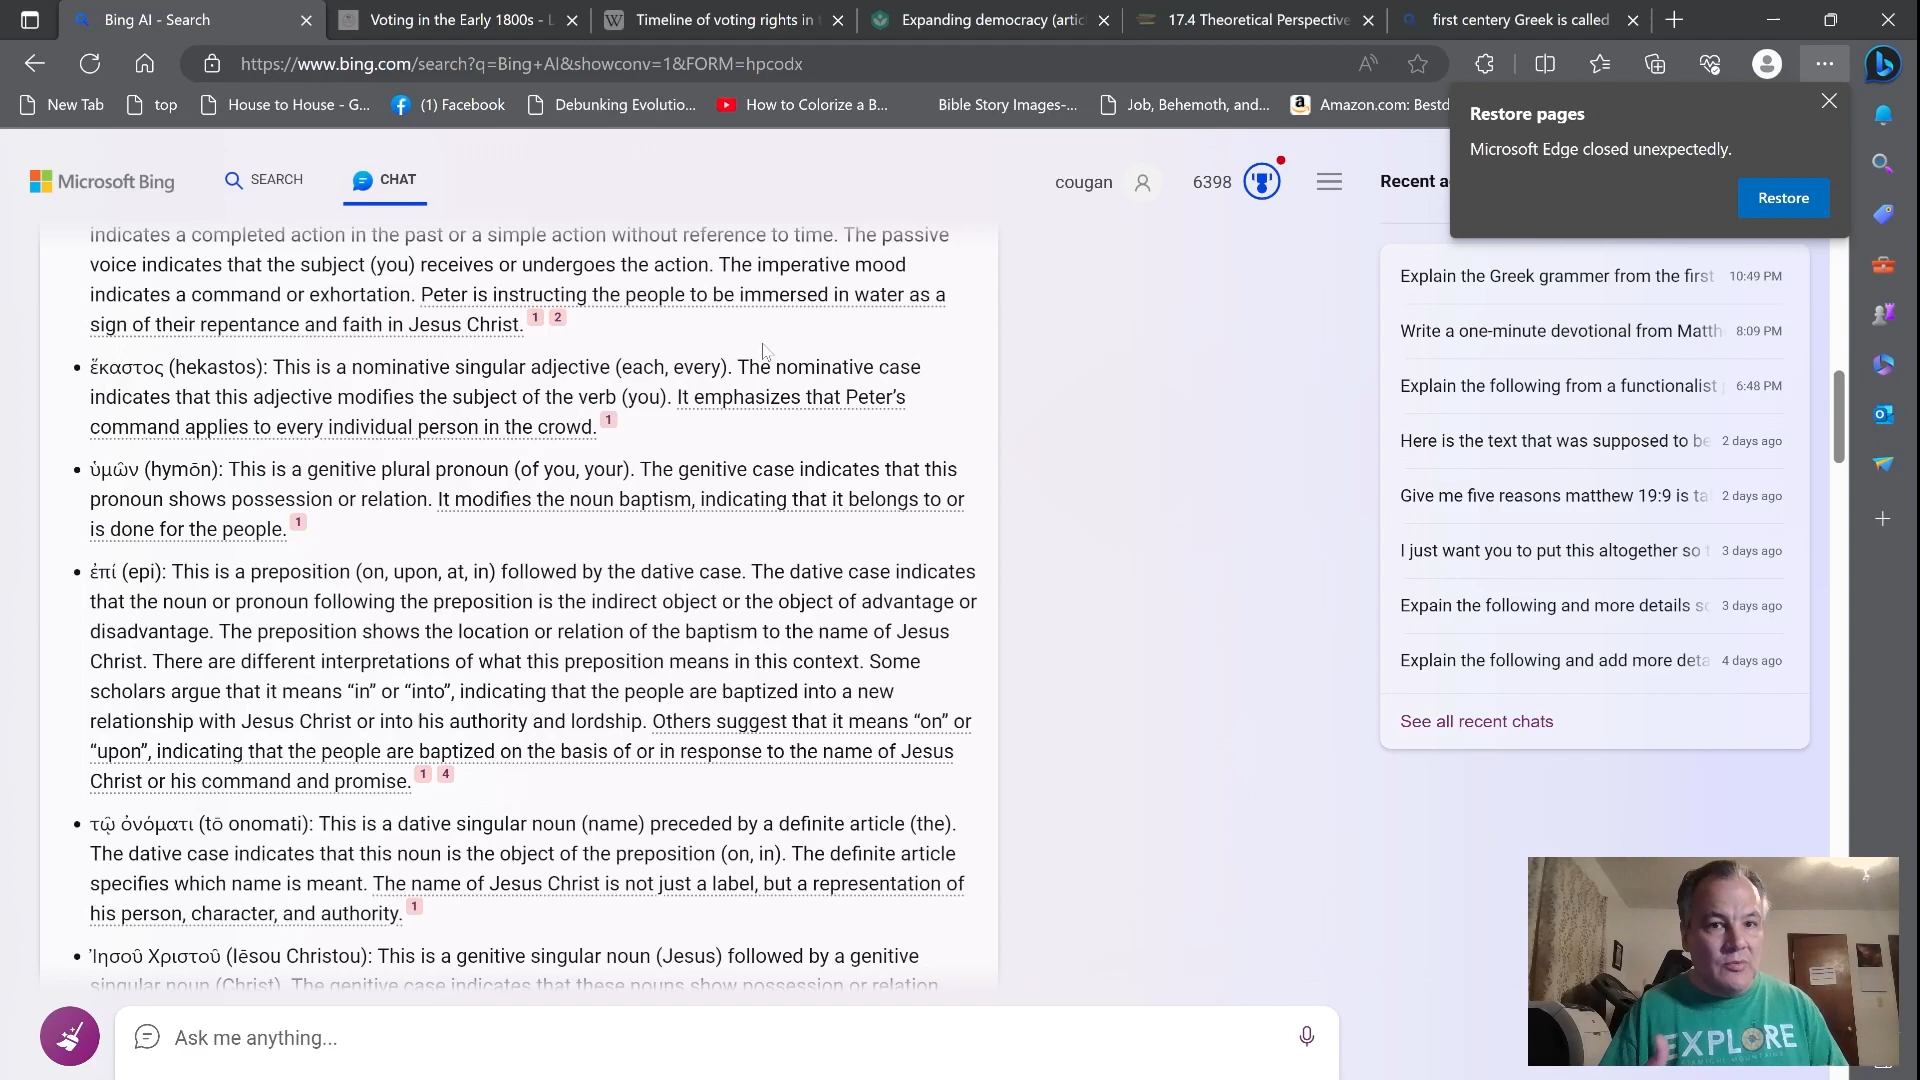 Bing AI - Search
Voting in the Early 1800s - L
Timeline of voting rights in
Expanding democracy (artic
17.4 Theoretical Perspective
first centery Greek is called
https://www.bing.com/search?q=Bing+AI&showconv=1&FORM=hpcodx
New Tab
top
House to House - G...
(1) Facebook
Debunking Evolutio...
How to Colorize a B...
Bible Story Images-...
Job, Behemoth, and...
Amazon.com: Bestd
Restore pages
Microsoft Edge closed unexpectedly.
Restore
Microsoft Bing
SEARCH
CHAT
cougan
6398
Recent a
indicates a completed action in the past or a simple action without reference to time. The passive
voice indicates that the subject (you) receives or undergoes the action. The imperative mood
indicates a command or exhortation. Peter is instructing the people to be immersed in water as a
sign of their repentance and faith in Jesus Christ. 1 2
• ἕκαστος (hekastos): This is a nominative singular adjective (each, every). The nominative case
indicates that this adjective modifies the subject of the verb (you). It emphasizes that Peter's
command applies to every individual person in the crowd. 1
• ὑμῶν (hymōn): This is a genitive plural pronoun (of you, your). The genitive case indicates that this
pronoun shows possession or relation. It modifies the noun baptism, indicating that it belongs to or
is done for the people. 1
• ἐπί (epi): This is a preposition (on, upon, at, in) followed by the dative case. The dative case indicates
that the noun or pronoun following the preposition is the indirect object or the object of advantage or
disadvantage. The preposition shows the location or relation of the baptism to the name of Jesus
Christ. There are different interpretations of what this preposition means in this context. Some
scholars argue that it means “in” or “into”, indicating that the people are baptized into a new
relationship with Jesus Christ or into his authority and lordship. Others suggest that it means “on” or
“upon”, indicating that the people are baptized on the basis of or in response to the name of Jesus
Christ or his command and promise. 1 4
• τῷ ὀνόματι (tō onomati): This is a dative singular noun (name) preceded by a definite article (the).
The dative case indicates that this noun is the object of the preposition (on, in). The definite article
specifies which name is meant. The name of Jesus Christ is not just a label, but a representation of
his person, character, and authority. 1
• Ἰησοῦ Χριστοῦ (Iēsou Christou): This is a genitive singular noun (Jesus) followed by a genitive
singular noun (Christ). The genitive case indicates that these nouns show possession or relation
Explain the Greek grammer from the first 10:49 PM
Write a one-minute devotional from Matth 8:09 PM
Explain the following from a functionalist 6:48 PM
Here is the text that was supposed to be 2 days ago
Give me five reasons matthew 19:9 is ta 2 days ago
I just want you to put this altogether so 3 days ago
Expain the following and more details 3 days ago
Explain the following and add more deta 4 days ago
See all recent chats
Ask me anything...
EXPLORE